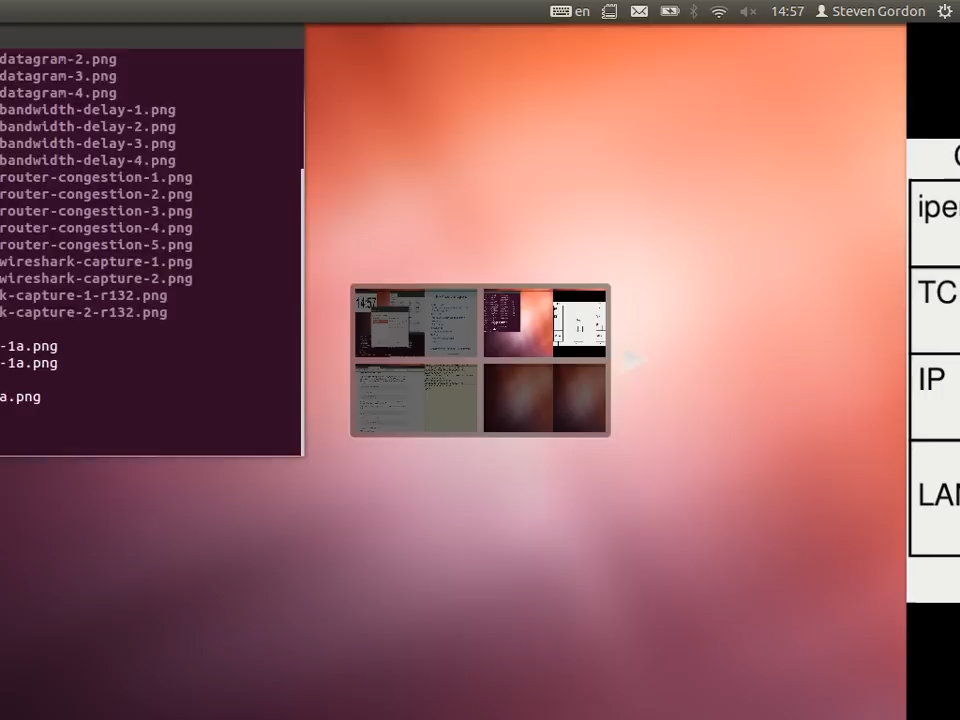 en 14:57 Steven Gordon
datagram-2.png
datagram-3.png
datagram-4.png
bandwidth-delay-1.png
bandwidth-delay-2.png
bandwidth-delay-3.png
bandwidth-delay-4.png
router-congestion-1.png
router-congestion-2.png
router-congestion-3.png
router-congestion-4.png
router-congestion-5.png
wireshark-capture-1.png
wireshark-capture-2.png
k-capture-1-r132.png
k-capture-2-r132.png
-1a.png
-1a.png
a.png
14:57
ipe
TC
IP
LA